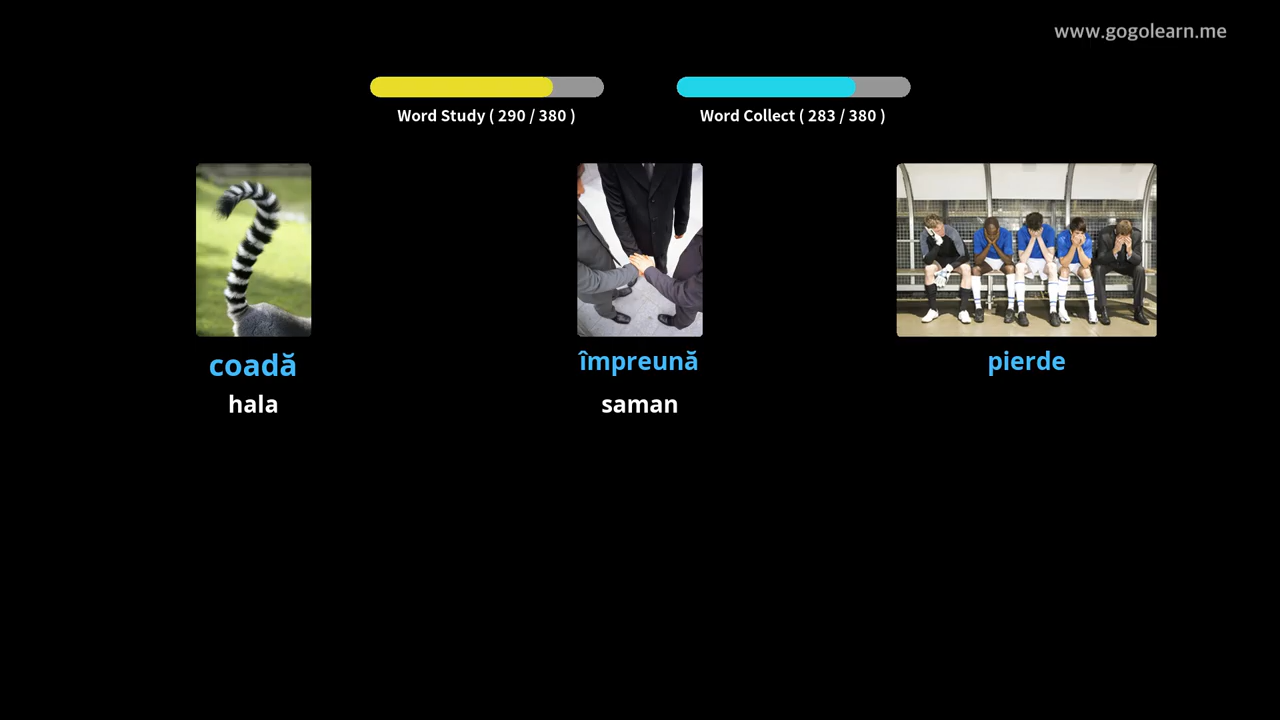 www.gogolearn.me
Word Study ( 290 / 380 )
Word Collect ( 283 / 380 )
coadă
împreună
pierde
hala
saman